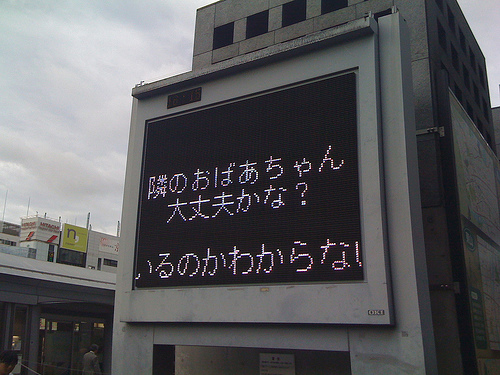 隣のおばあちゃん
大丈夫かな？
いるのかわからない
OKI
n